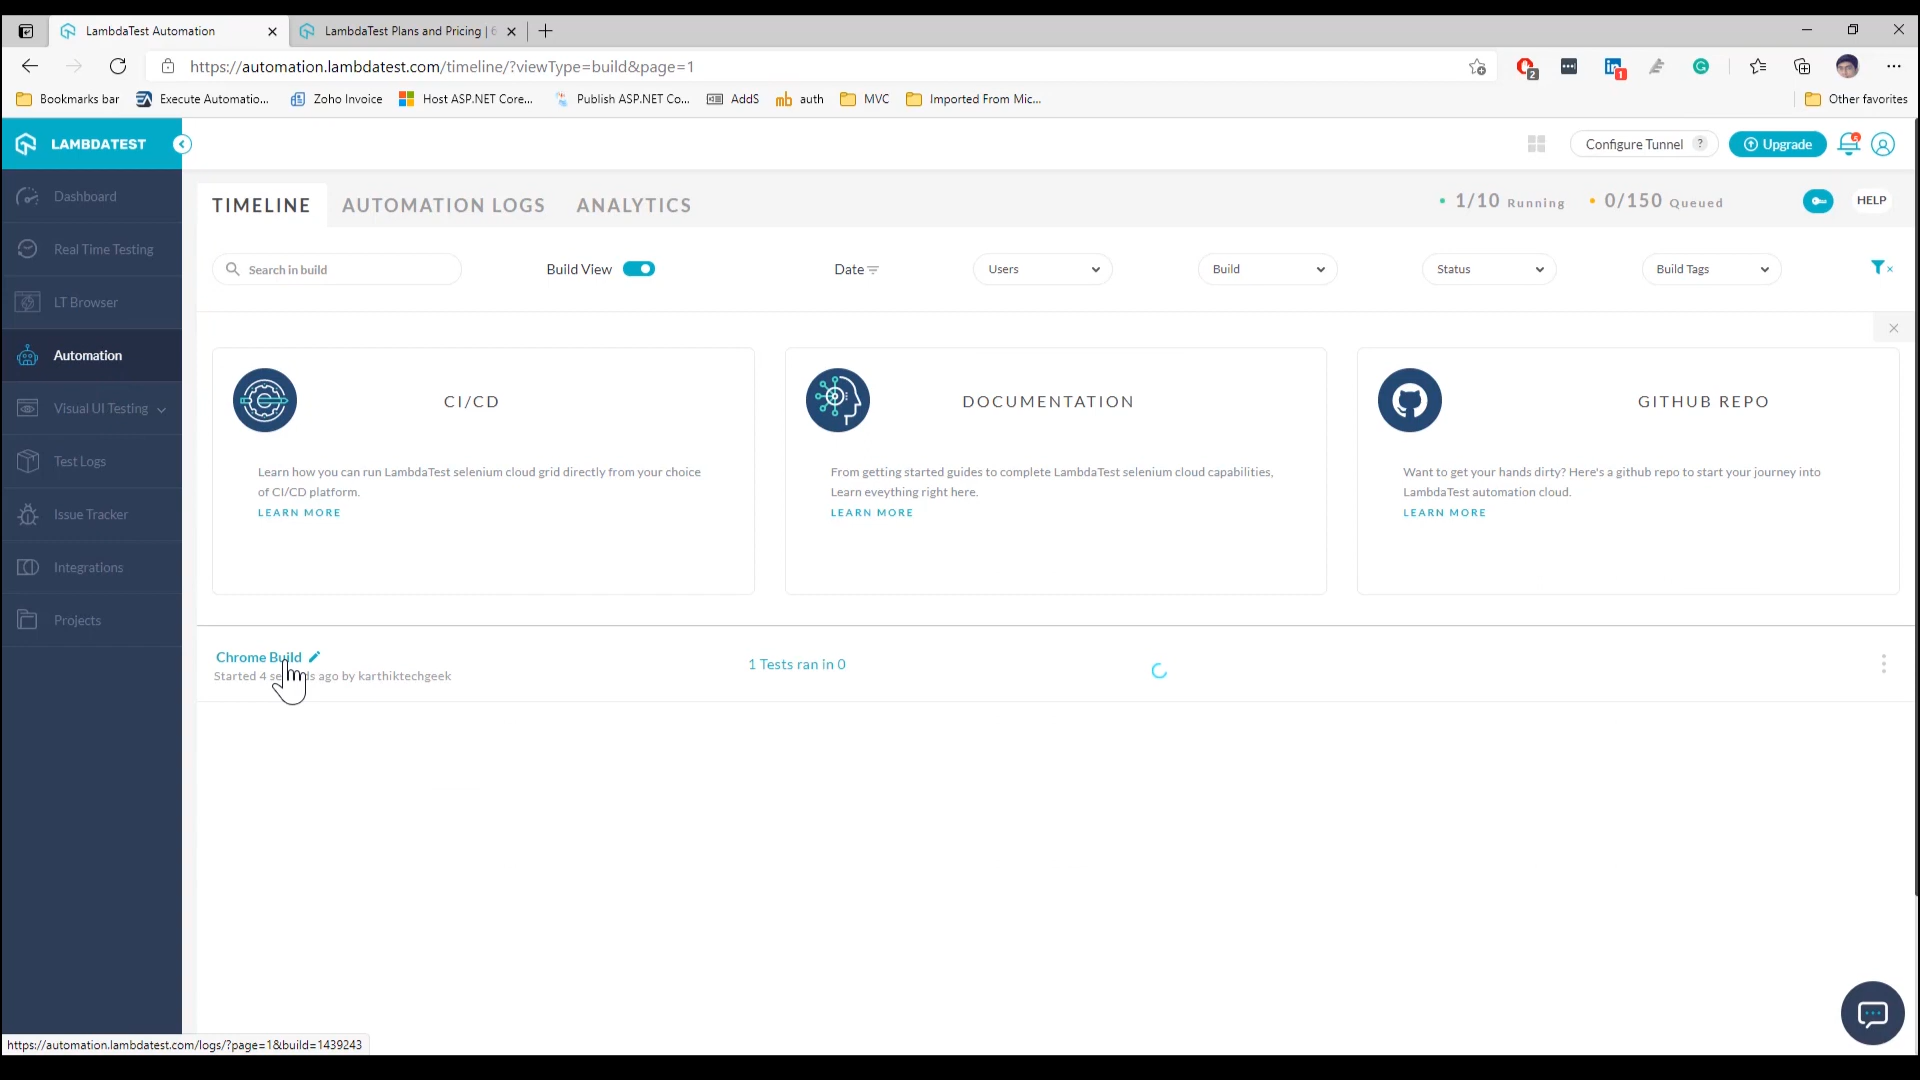 LambdaTest Automation
LambdaTest Plans and Pricing | 6
https://automation.lambdatest.com/timeline/?viewType=build&page=1
2
1
Bookmarks bar
Execute Automatio...
Zoho Invoice
Host ASP.NET Core...
Publish ASP.NET Co...
AddS
mb auth
MVC
Imported From Mic...
Other favorites
LAMBDATEST
Configure Tunnel ?
Upgrade
Dashboard
Real Time Testing
LT Browser
Automation
Visual UI Testing
Test Logs
Issue Tracker
Integrations
Projects
TIMELINE
AUTOMATION LOGS
ANALYTICS
1/10 Running
0/150 Queued
HELP
Search in build
Build View
Date
Users
Build
Status
Build Tags
CI/CD
Learn how you can run LambdaTest selenium cloud grid directly from your choice
of CI/CD platform.
LEARN MORE
DOCUMENTATION
From getting started guides to complete LambdaTest selenium cloud capabilities,
Learn eveything right here.
LEARN MORE
GITHUB REPO
Want to get your hands dirty? Here's a github repo to start your journey into
LambdaTest automation cloud.
LEARN MORE
Chrome Build
Started 4 ago by karthiktechgeek
1 Tests ran in 0
https://automation.lambdatest.com/logs/?page=1&build=1439243